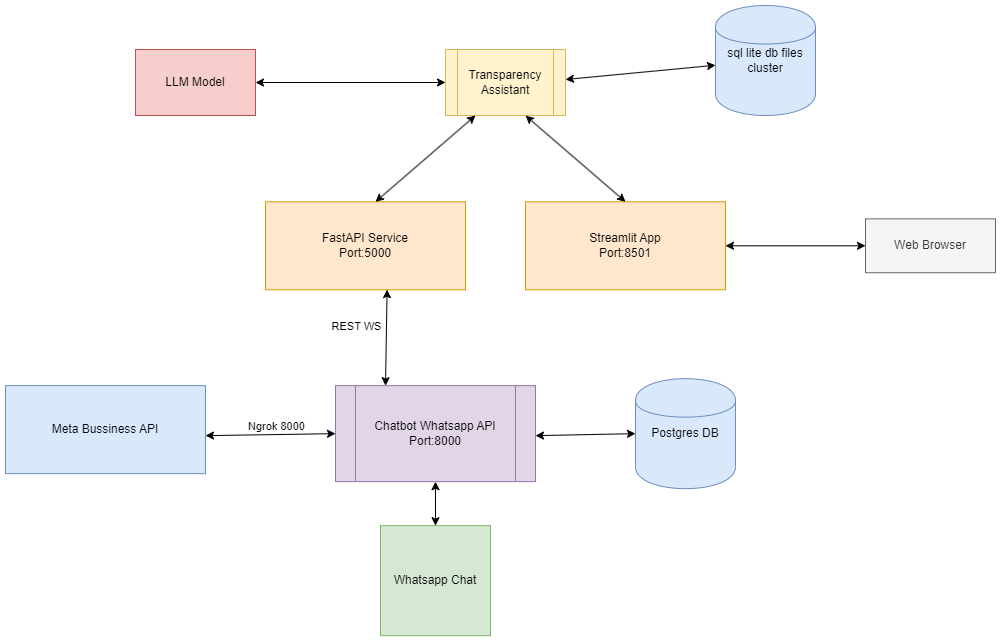 sql lite db files
cluster
LLM Model
Transparency
Assistant
FastAPI Service
Port:5000
Streamlit App
Port:8501
Web Browser
REST WS
Meta Bussiness API
Ngrok 8000
Chatbot Whatsapp API
Port:8000
Postgres DB
Whatsapp Chat